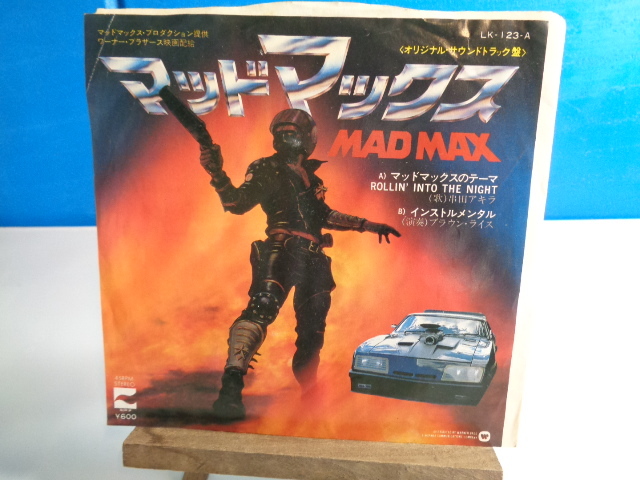 マッドマックス・プロダクション提供
ワーナー・ブラザース映画配給
LK-123-A
〈オリジナル・サウンドトラック盤〉
マッドマックス
MAD MAX
A) マッドマックスのテーマ
ROLLIN' INTO THE NIGHT
(歌)串田アキラ
B) インストルメンタル
(演奏)ブラウン・ライス
STEREO
¥600